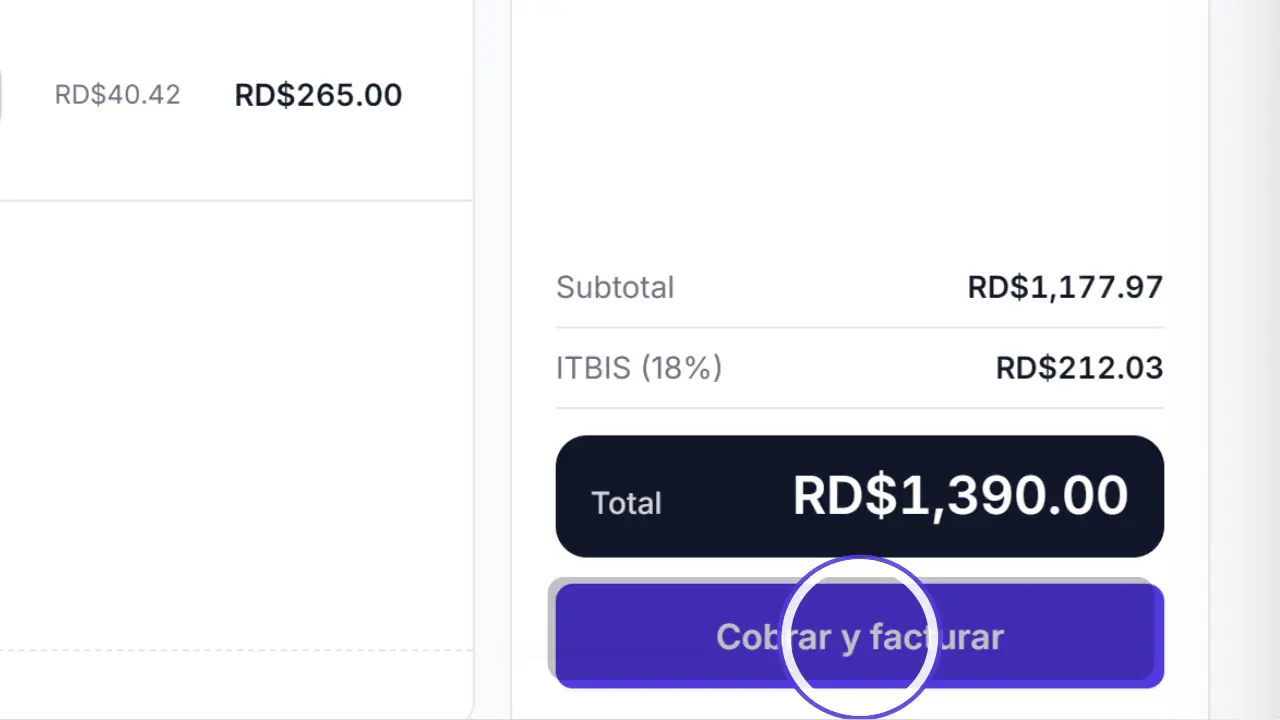 RD$40.42 RD$265.00
Subtotal RD$1,177.97
ITBIS (18%) RD$212.03
Total RD$1,390.00
Cobrar y facturar